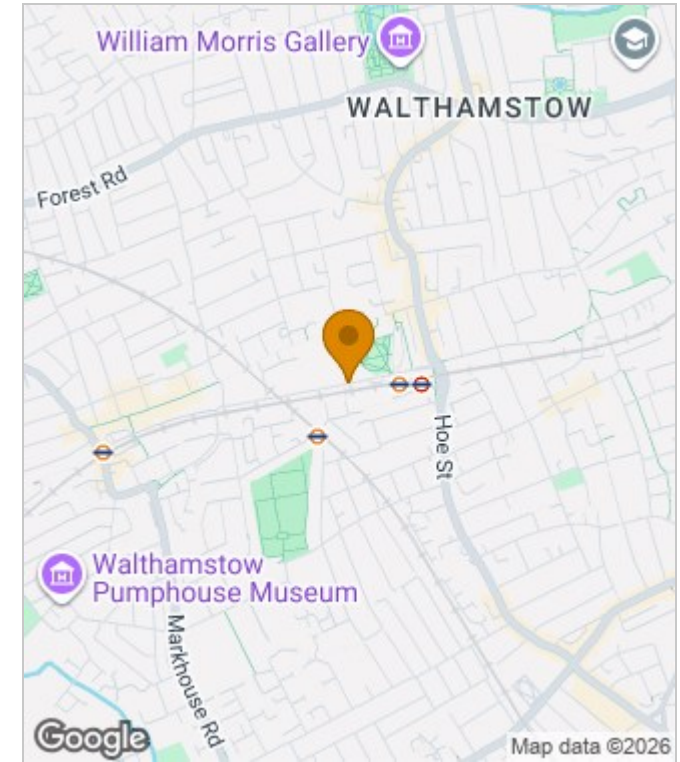 William Morris Gallery
WALTHAMSTOW
Forest Rd
Hoe St
Walthamstow
Pumphouse Museum
Markhouse Rd
Google
Map data ©2026